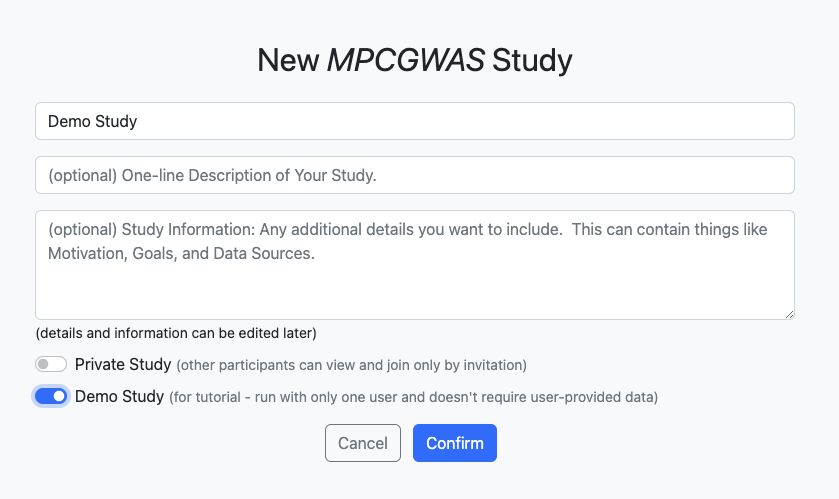 New MPCGWAS Study
Demo Study
(optional) One-line Description of Your Study.
(optional) Study Information: Any additional details you want to include.  This can contain things like
Motivation, Goals, and Data Sources.
(details and information can be edited later)
Private Study (other participants can view and join only by invitation)
Demo Study (for tutorial - run with only one user and doesn't require user-provided data)
Cancel Confirm